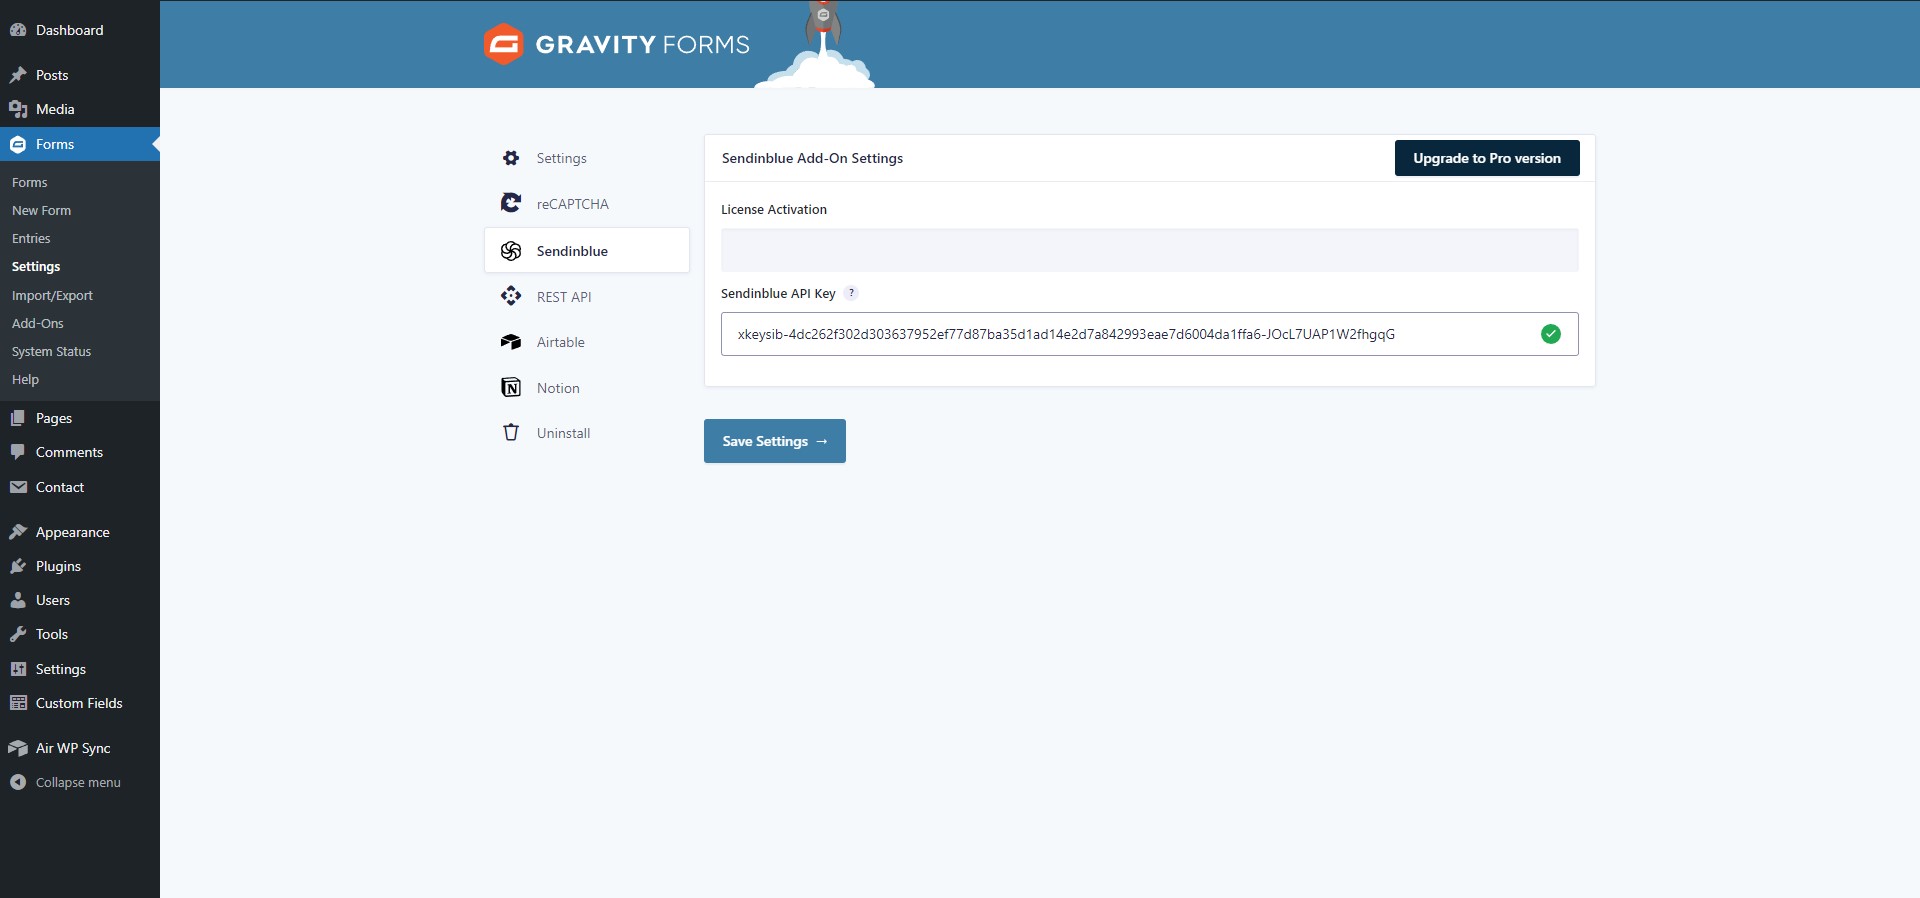 Dashboard
Posts
Media
Forms
Forms
New Form
Entries
Settings
Import/Export
Add-Ons
System Status
Help
Pages
Comments
Contact
Appearance
Plugins
Users
Tools
Settings
Custom Fields
Air WP Sync
Collapse menu
GRAVITY FORMS
Settings
reCAPTCHA
Sendinblue
REST API
Airtable
Notion
Uninstall
Sendinblue Add-On Settings
Upgrade to Pro version
License Activation
Sendinblue API Key ?
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
Save Settings →